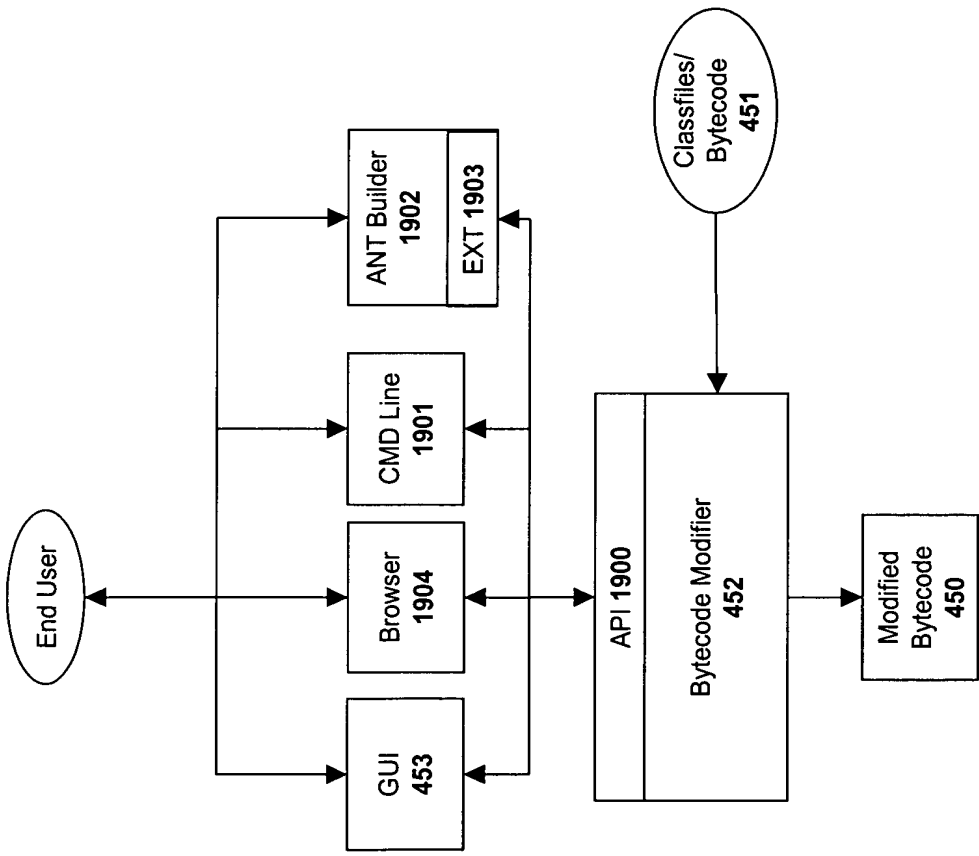 End User
GUI
453
Browser
1904
CMD Line
1901
ANT Builder
1902
EXT 1903
API 1900
Bytecode Modifier
452
Classfiles/
Bytecode
451
Modified
Bytecode
450